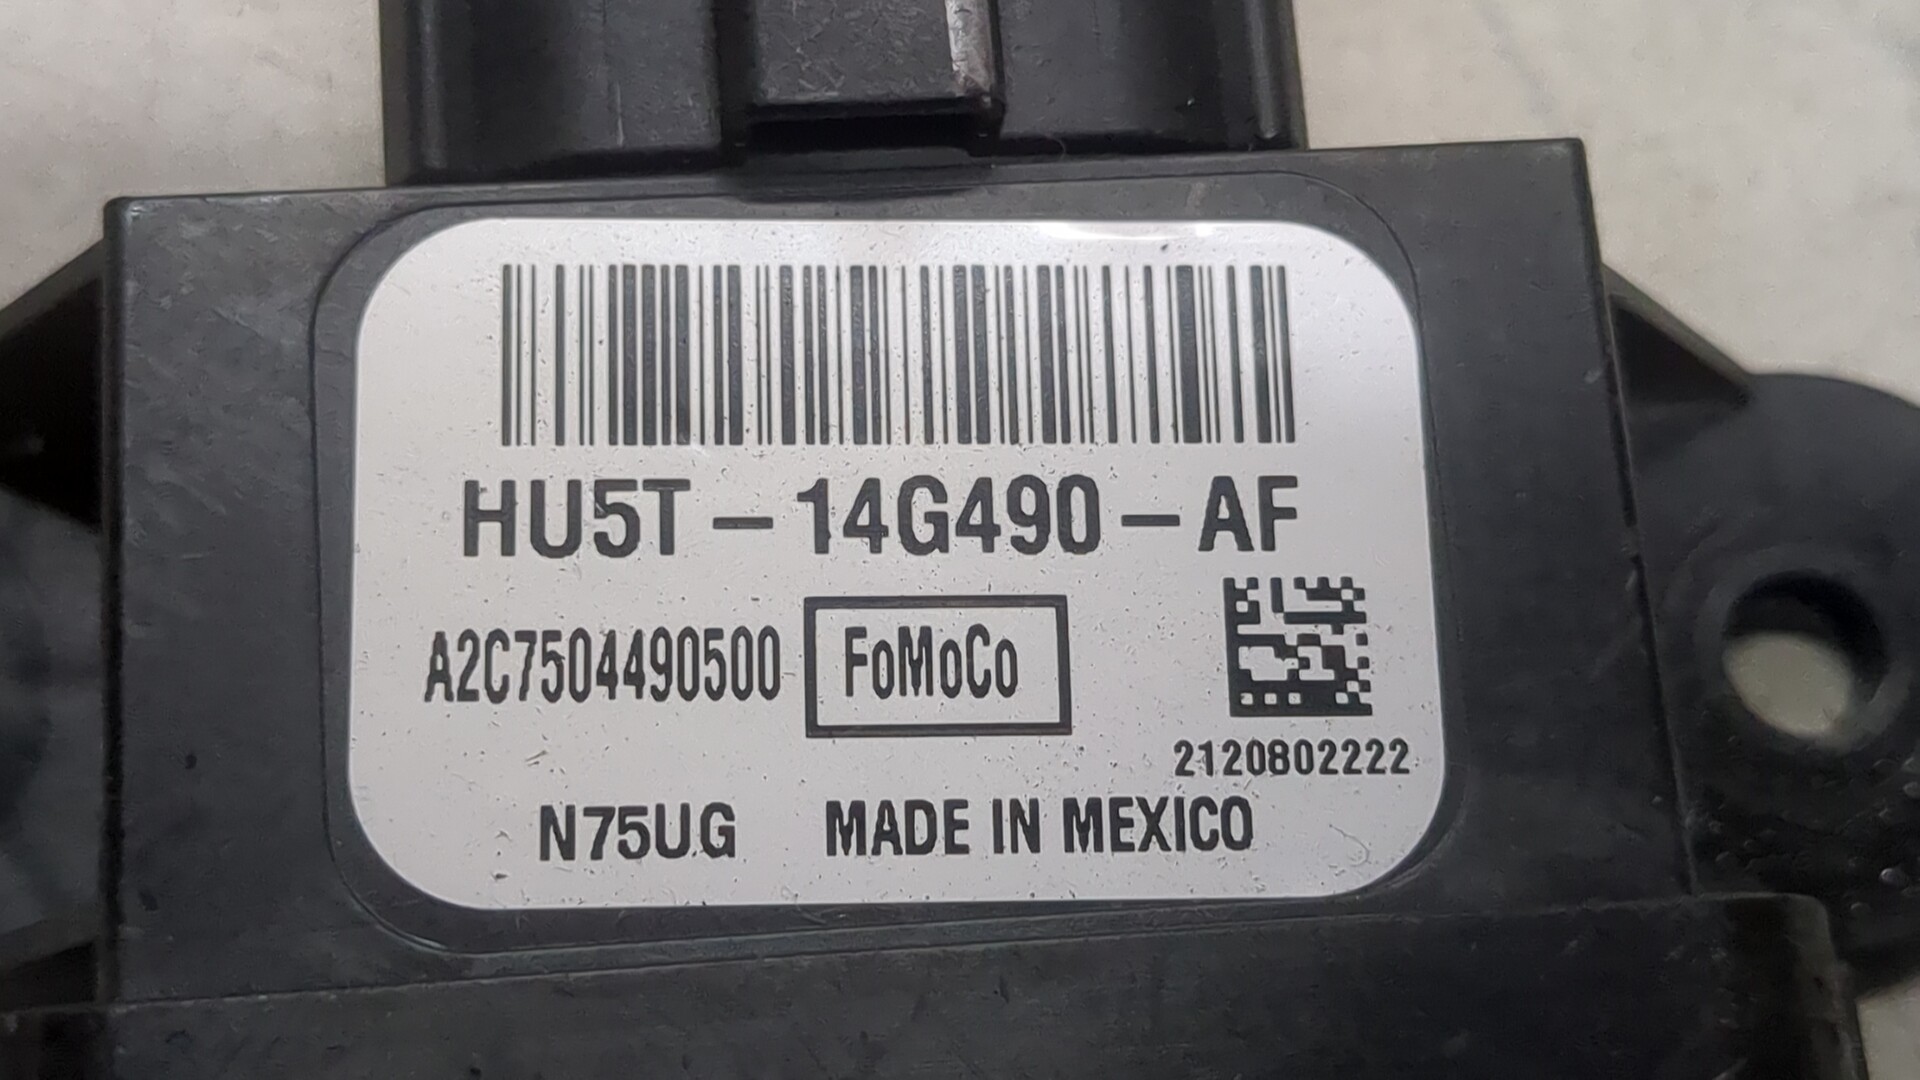 HU5T-14G490-AF
A2C7504490500 FoMoCo
2120802222
N75UG MADE IN MEXICO